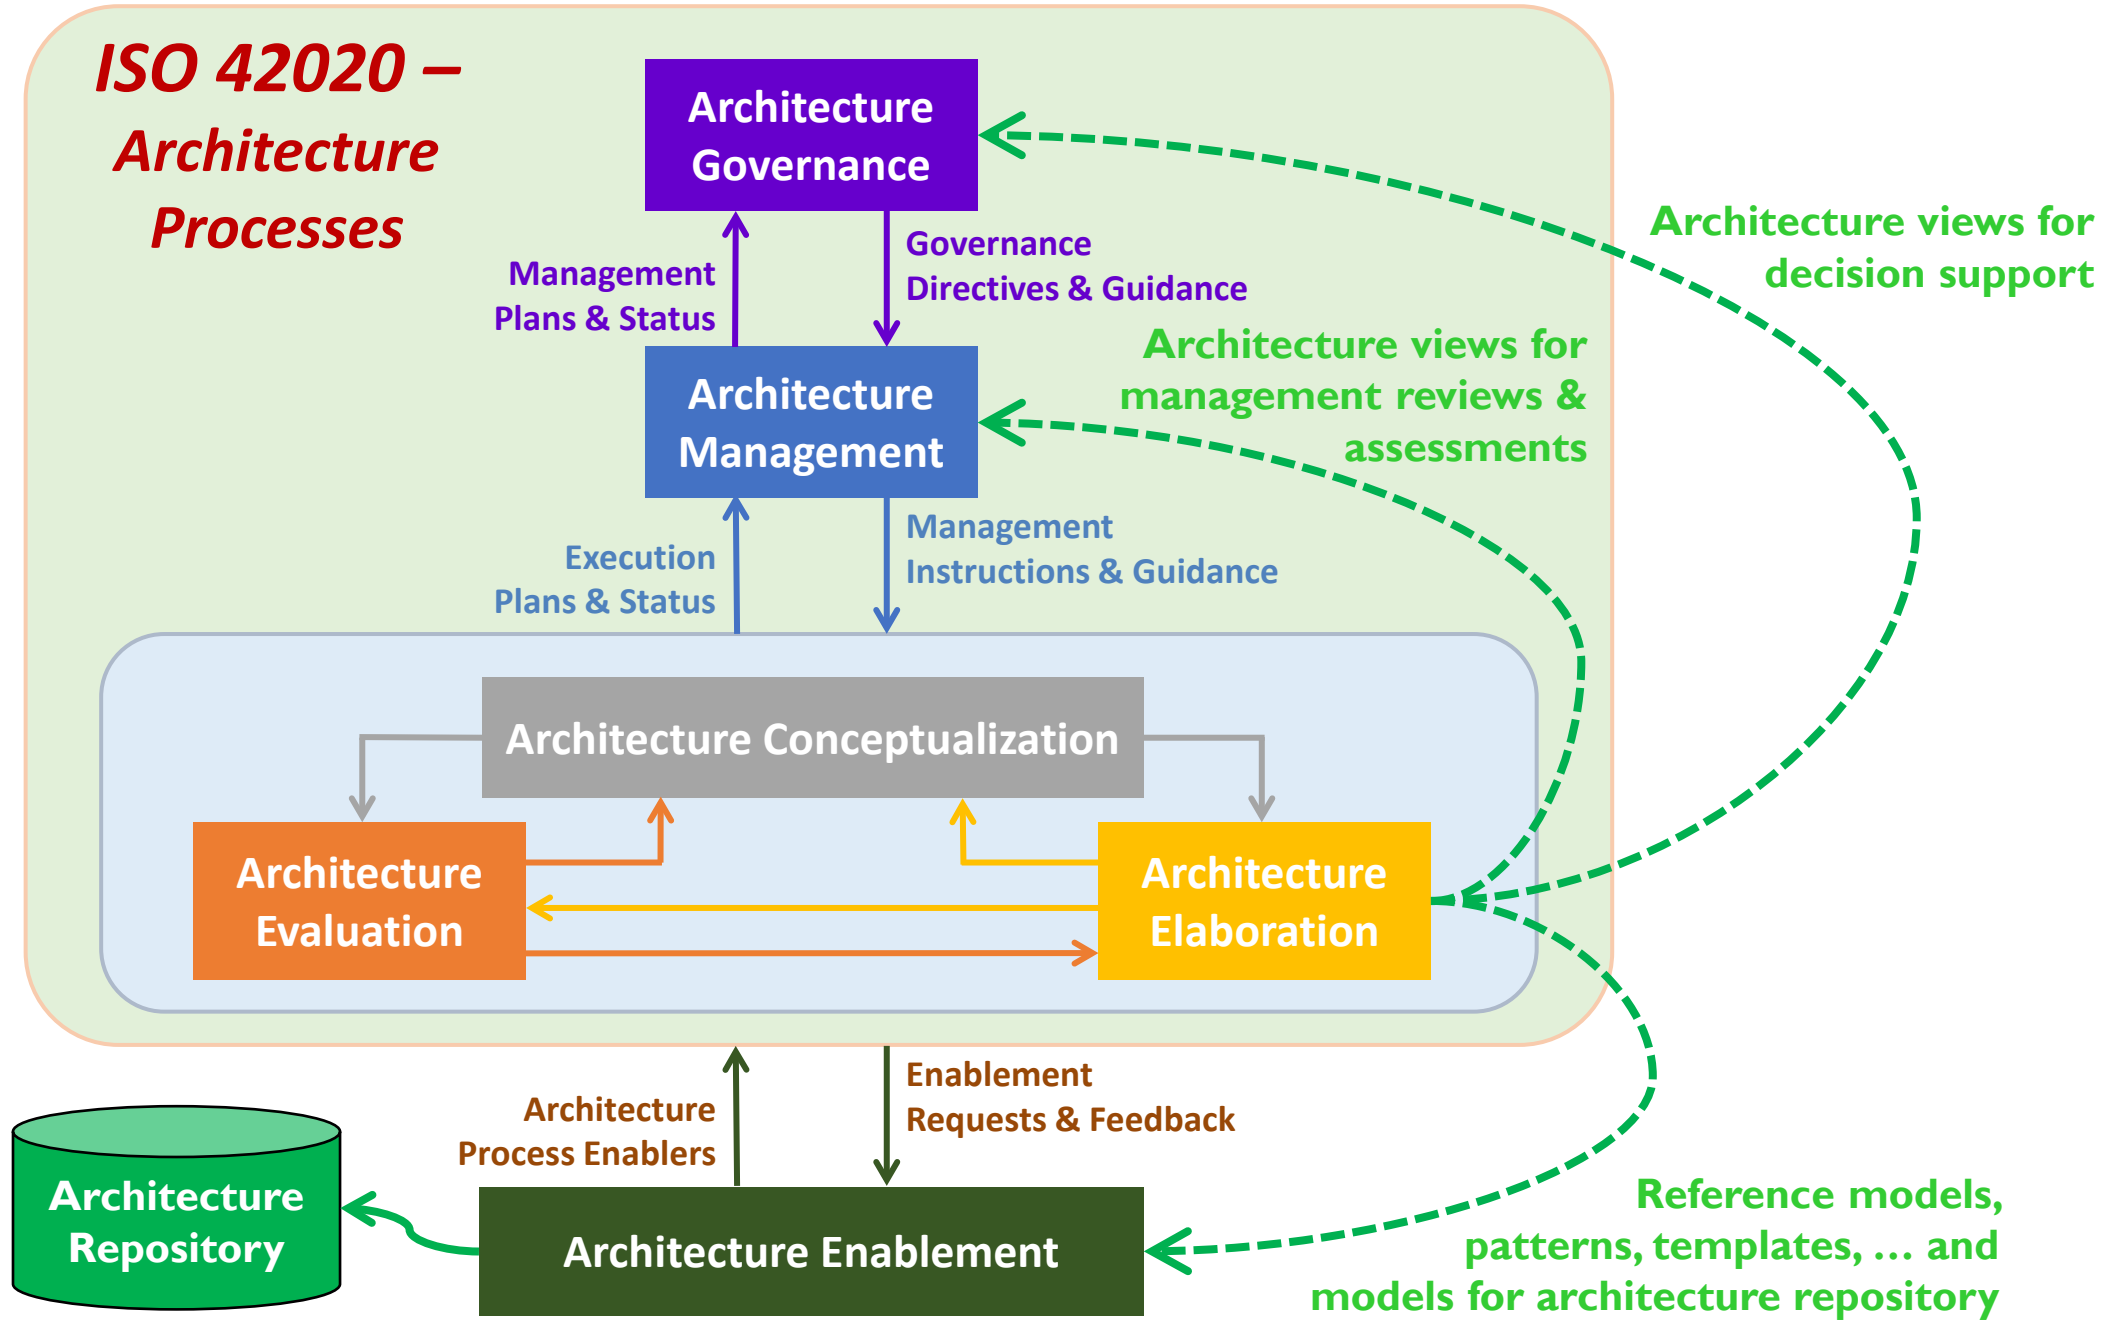 ISO 42020 –
Architecture
Processes
Architecture
Governance
Management
Plans & Status
Governance
Directives & Guidance
Architecture views for
decision support
Architecture
Management
Architecture views for
management reviews &
assessments
Execution
Plans & Status
Management
Instructions & Guidance
Architecture Conceptualization
Architecture
Evaluation
Architecture
Elaboration
Architecture
Process Enablers
Enablement
Requests & Feedback
Architecture
Repository
Architecture Enablement
Reference models,
patterns, templates, … and
models for architecture repository